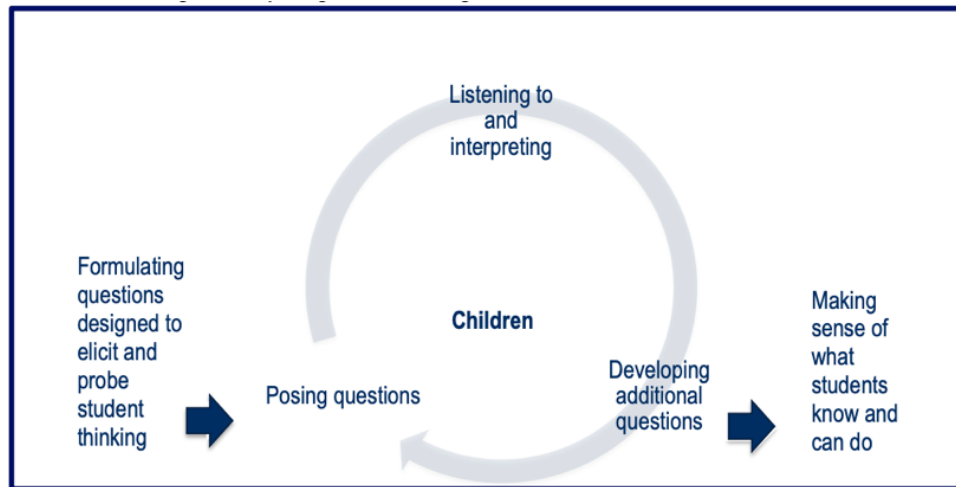 Listening to
and
interpreting
Formulating
questions
designed to
elicit and
probe
student
thinking
Children
Posing questions
Developing
additional
questions
Making
sense of
what
students
know and
can do